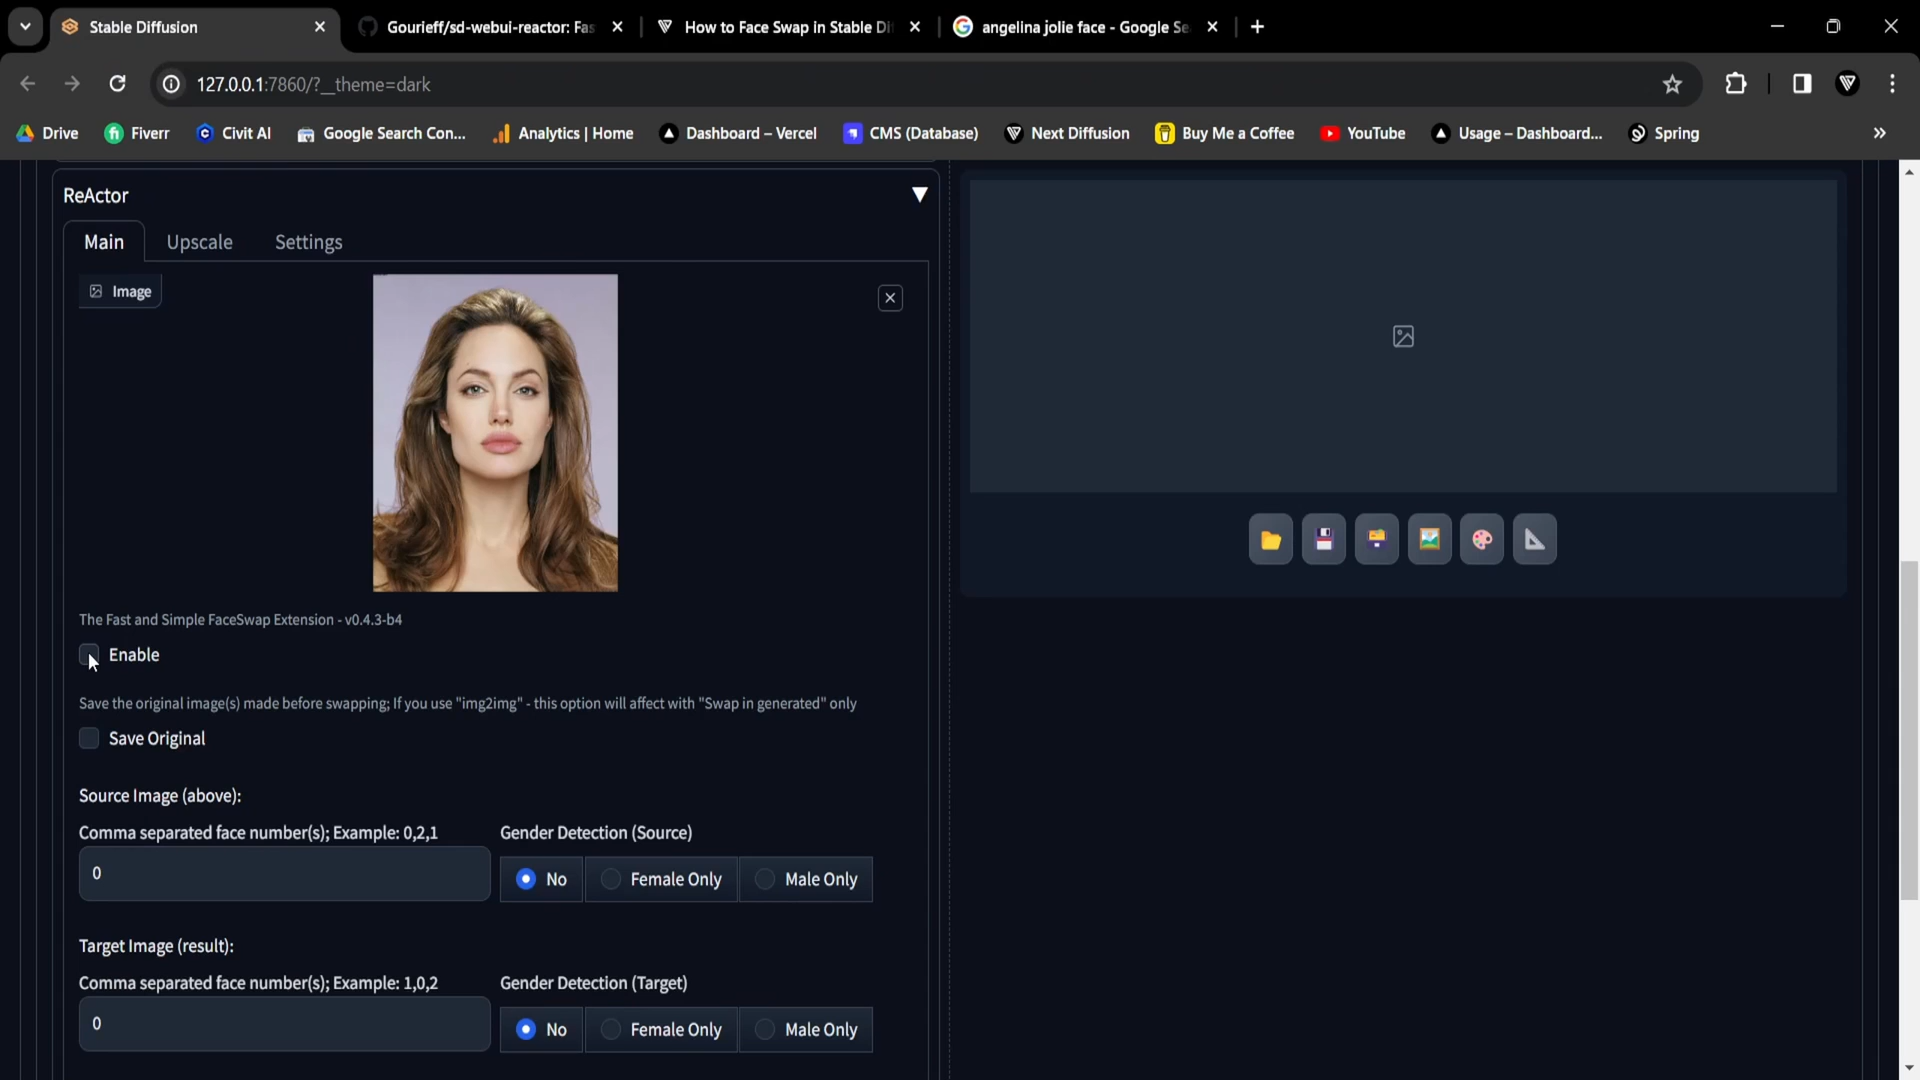 Stable Diffusion
Gourieff/sd-webui-reactor: Fas
How to Face Swap in Stable Di
angelina jolie face - Google Se
127.0.0.1:7860/?__theme=dark
Drive
Fiverr
Civit AI
Google Search Con...
Analytics | Home
Dashboard – Vercel
CMS (Database)
Next Diffusion
Buy Me a Coffee
YouTube
Usage – Dashboard...
Spring
ReActor
Main
Upscale
Settings
Image
The Fast and Simple FaceSwap Extension - v0.4.3-b4
Enable
Save the original image(s) made before swapping; If you use "img2img" - this option will affect with "Swap in generated" only
Save Original
Source Image (above):
Comma separated face number(s); Example: 0,2,1
Gender Detection (Source)
0
No
Female Only
Male Only
Target Image (result):
Comma separated face number(s); Example: 1,0,2
Gender Detection (Target)
0
No
Female Only
Male Only